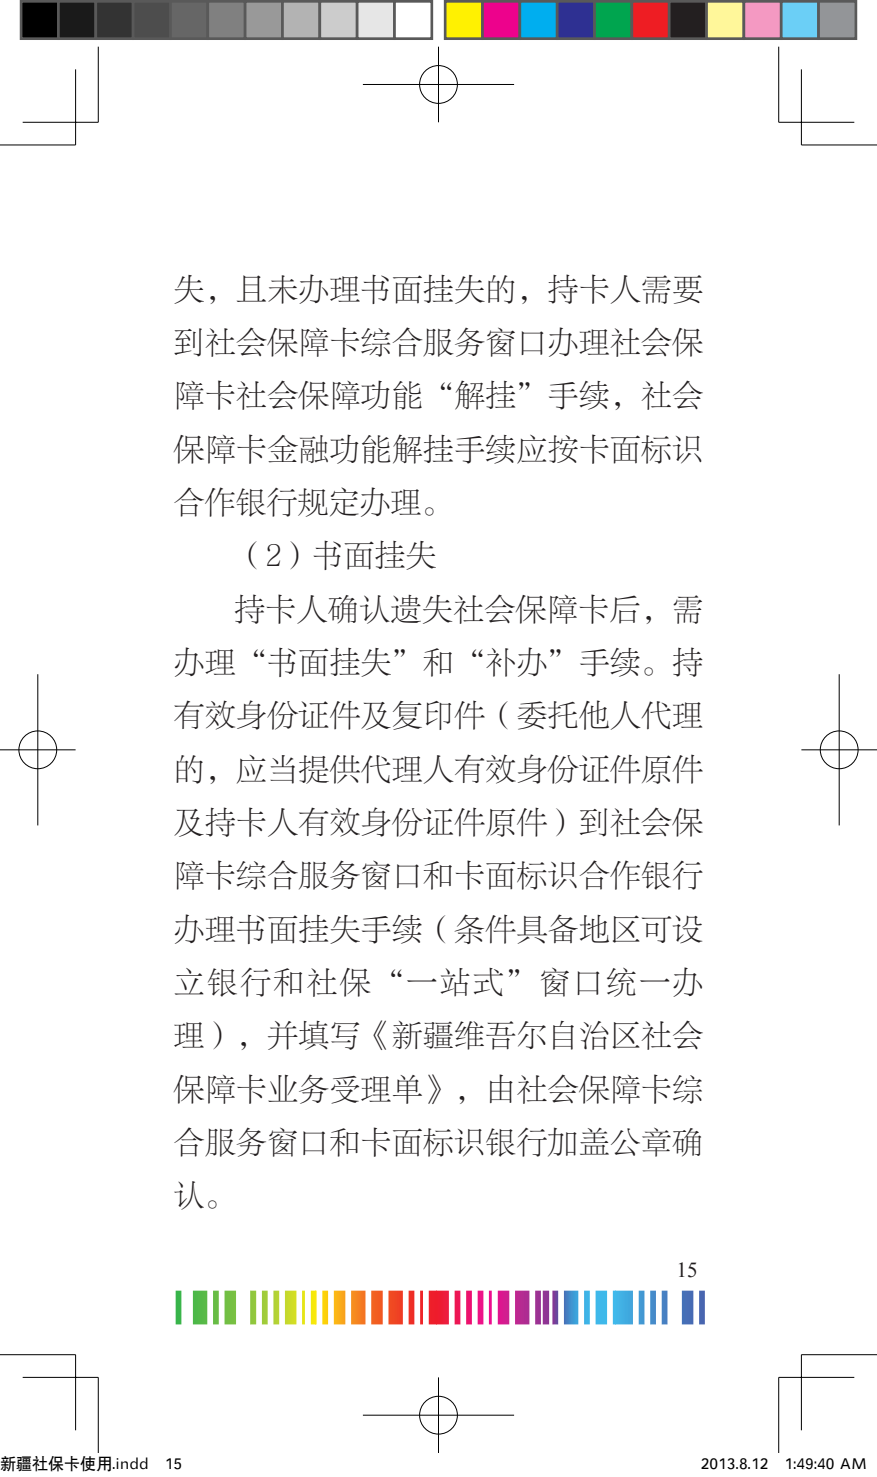 失，且未办理书面挂失的，持卡人需要
到社会保障卡综合服务窗口办理社会保
障卡社会保障功能“解挂”手续，社会
保障卡金融功能解挂手续应按卡面标识
合作银行规定办理。
（2）书面挂失
持卡人确认遗失社会保障卡后，需
办理“书面挂失”和“补办”手续。持
有效身份证件及复印件（委托他人代理
的，应当提供代理人有效身份证件原件
及持卡人有效身份证件原件）到社会保
障卡综合服务窗口和卡面标识合作银行
办理书面挂失手续（条件具备地区可设
立银行和社保“一站式”窗口统一办
理），并填写《新疆维吾尔自治区社会
保障卡业务受理单》，由社会保障卡综
合服务窗口和卡面标识银行加盖公章确
认。
15
新疆社保卡使用.indd 15
2013.8.12 1:49:40 AM